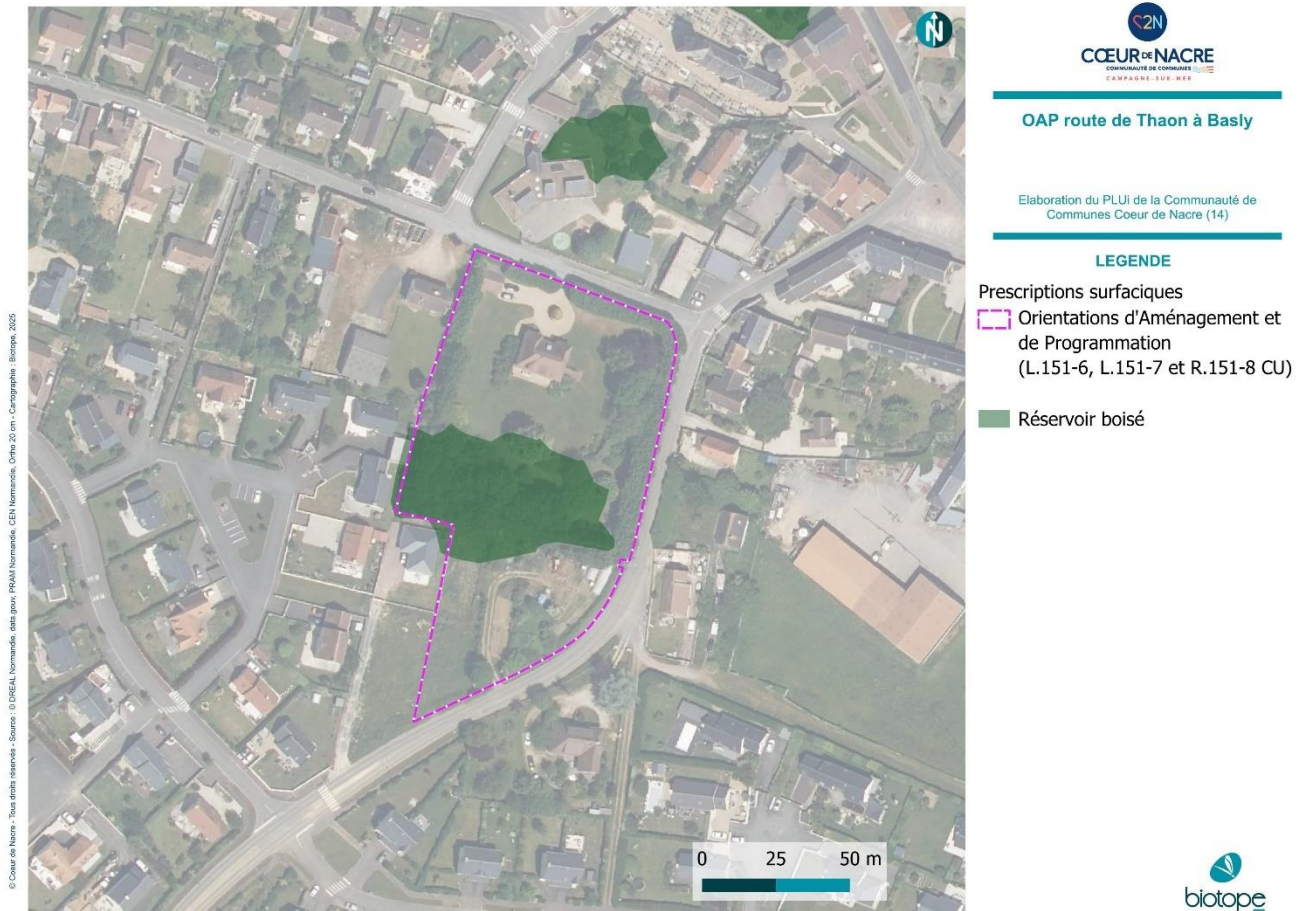 N
C2N
CŒUR DE NACRE
COMMUNAUTÉ DE COMMUNES
CAMPAGNE-SUR-MER
OAP route de Thaon à Basly
Elaboration du PLUi de la Communauté de
Communes Coeur de Nacre (14)
LEGENDE
Prescriptions surfaciques
Orientations d'Aménagement et
de Programmation
(L.151-6, L.151-7 et R.151-8 CU)
Réservoir boisé
0 25 50 m
biotope
© Coeur de Nacre - Tous droits réservés - Source : © DREAL Normandie, data.gouv, PRAM Normandie, CEN Normandie, Ortho 20 cm - Cartographie : Biotope, 2025